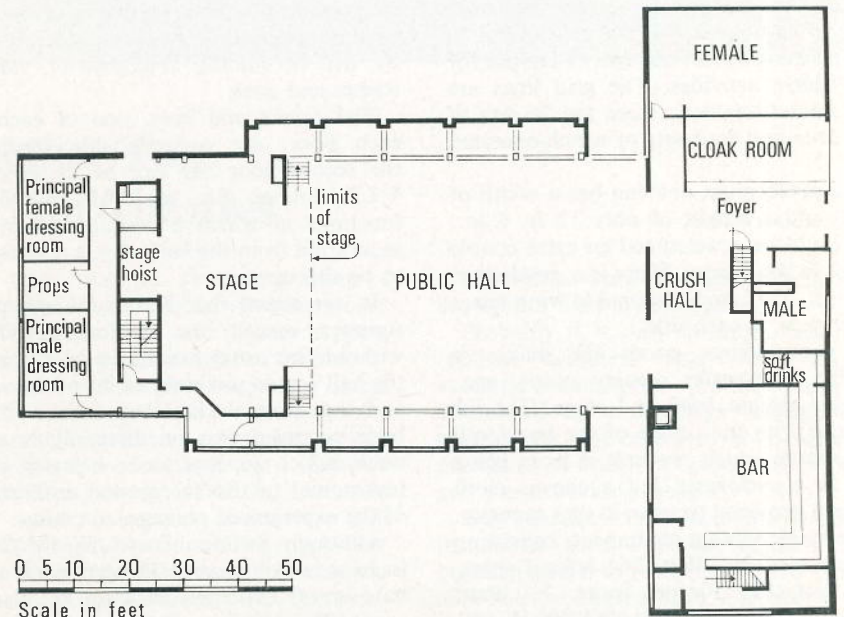 FEMALE
CLOAK ROOM
Foyer
Principal
female
dressing
room
stage
hoist
limits
of
stage
Props
STAGE
PUBLIC HALL
CRUSH
HALL
MALE
Principal
male
dressing
room
soft
drinks
BAR
0 5 10 20 30 40 50
Scale in feet